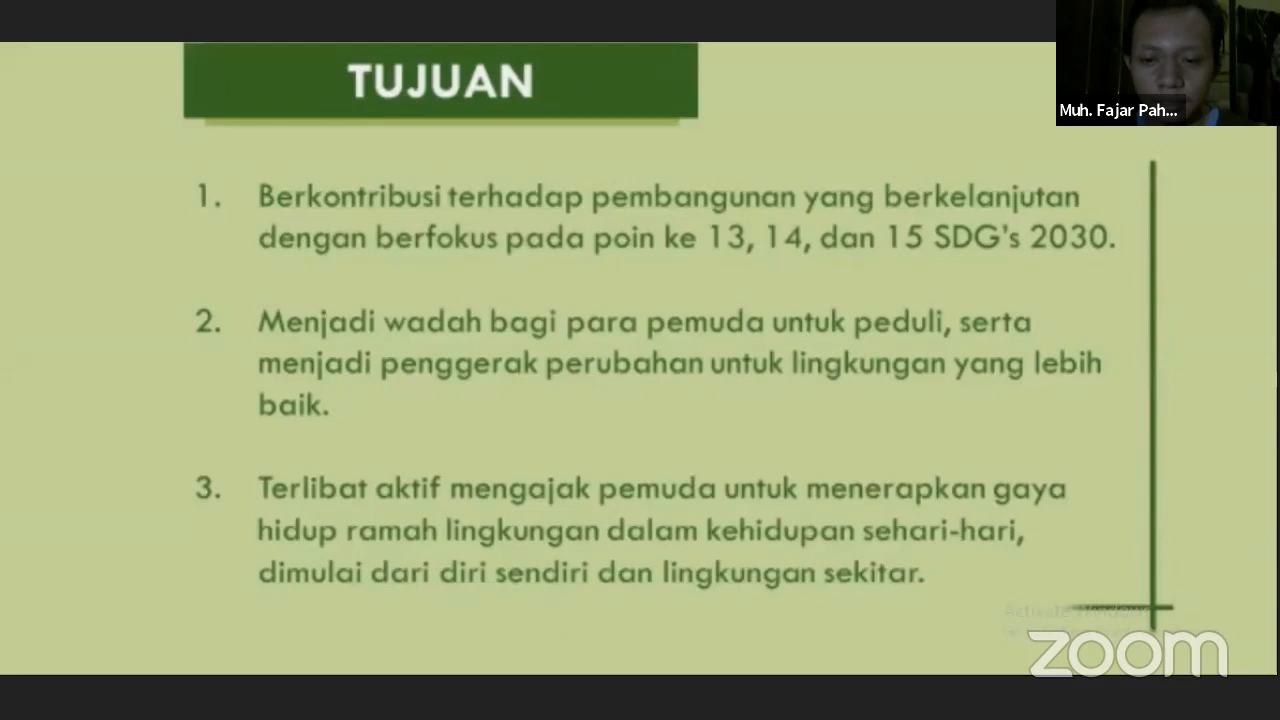 TUJUAN
Muh. Fajar Pah...
1. Berkontribusi terhadap pembangunan yang berkelanjutan
dengan berfokus pada poin ke 13, 14, dan 15 SDG's 2030.
2. Menjadi wadah bagi para pemuda untuk peduli, serta
menjadi penggerak perubahan untuk lingkungan yang lebih
baik.
3. Terlibat aktif mengajak pemuda untuk menerapkan gaya
hidup ramah lingkungan dalam kehidupan sehari-hari,
dimulai dari diri sendiri dan lingkungan sekitar.
Activate Windows
zoom